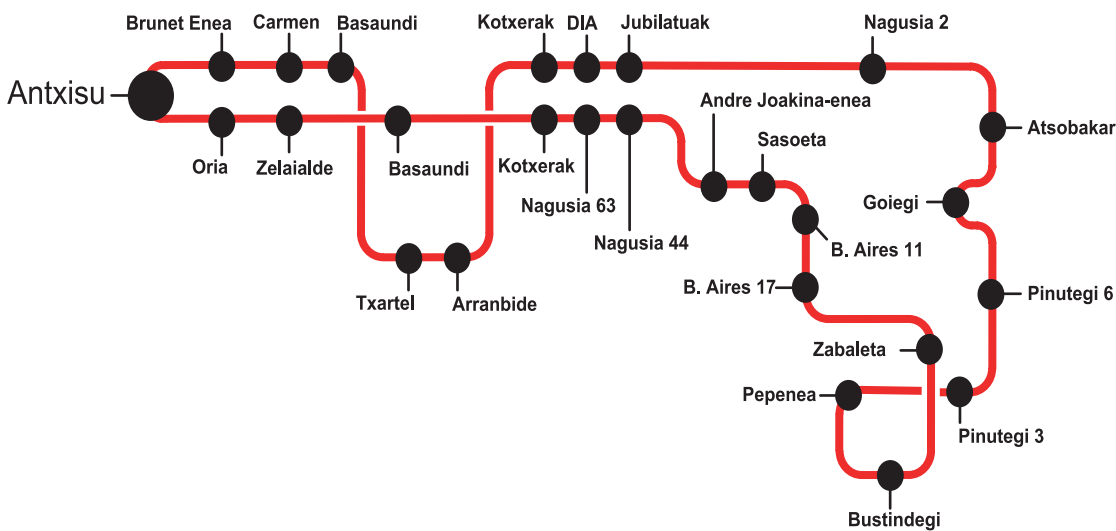 Brunet Enea
Carmen
Basaundi
Kotxerak
DIA
Jubilatuak
Nagusia 2
Antxisu
Andre Joakina-enea
Atsobakar
Sasoeta
Oria
Zelaialde
Basaundi
Kotxerak
Nagusia 63
Goiegi
Nagusia 44
B. Aires 11
B. Aires 17
Pinutegi 6
Txartel
Arranbide
Zabaleta
Pepenea
Pinutegi 3
Bustindegi